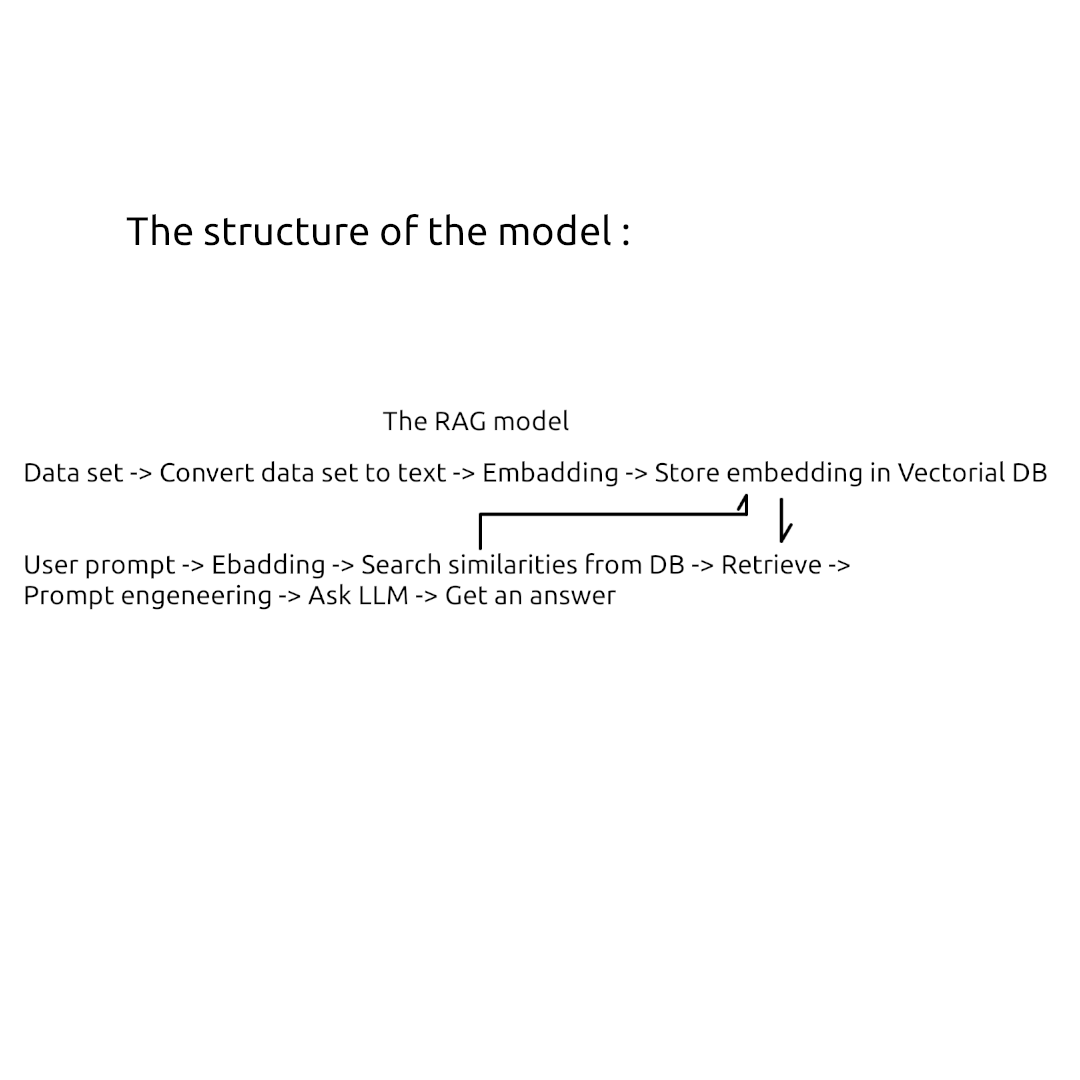 The structure of the model :
The RAG model
Data set -> Convert data set to text -> Embadding -> Store embedding in Vectorial DB
User prompt -> Ebadding -> Search similarities from DB -> Retrieve ->
Prompt engeneering -> Ask LLM -> Get an answer